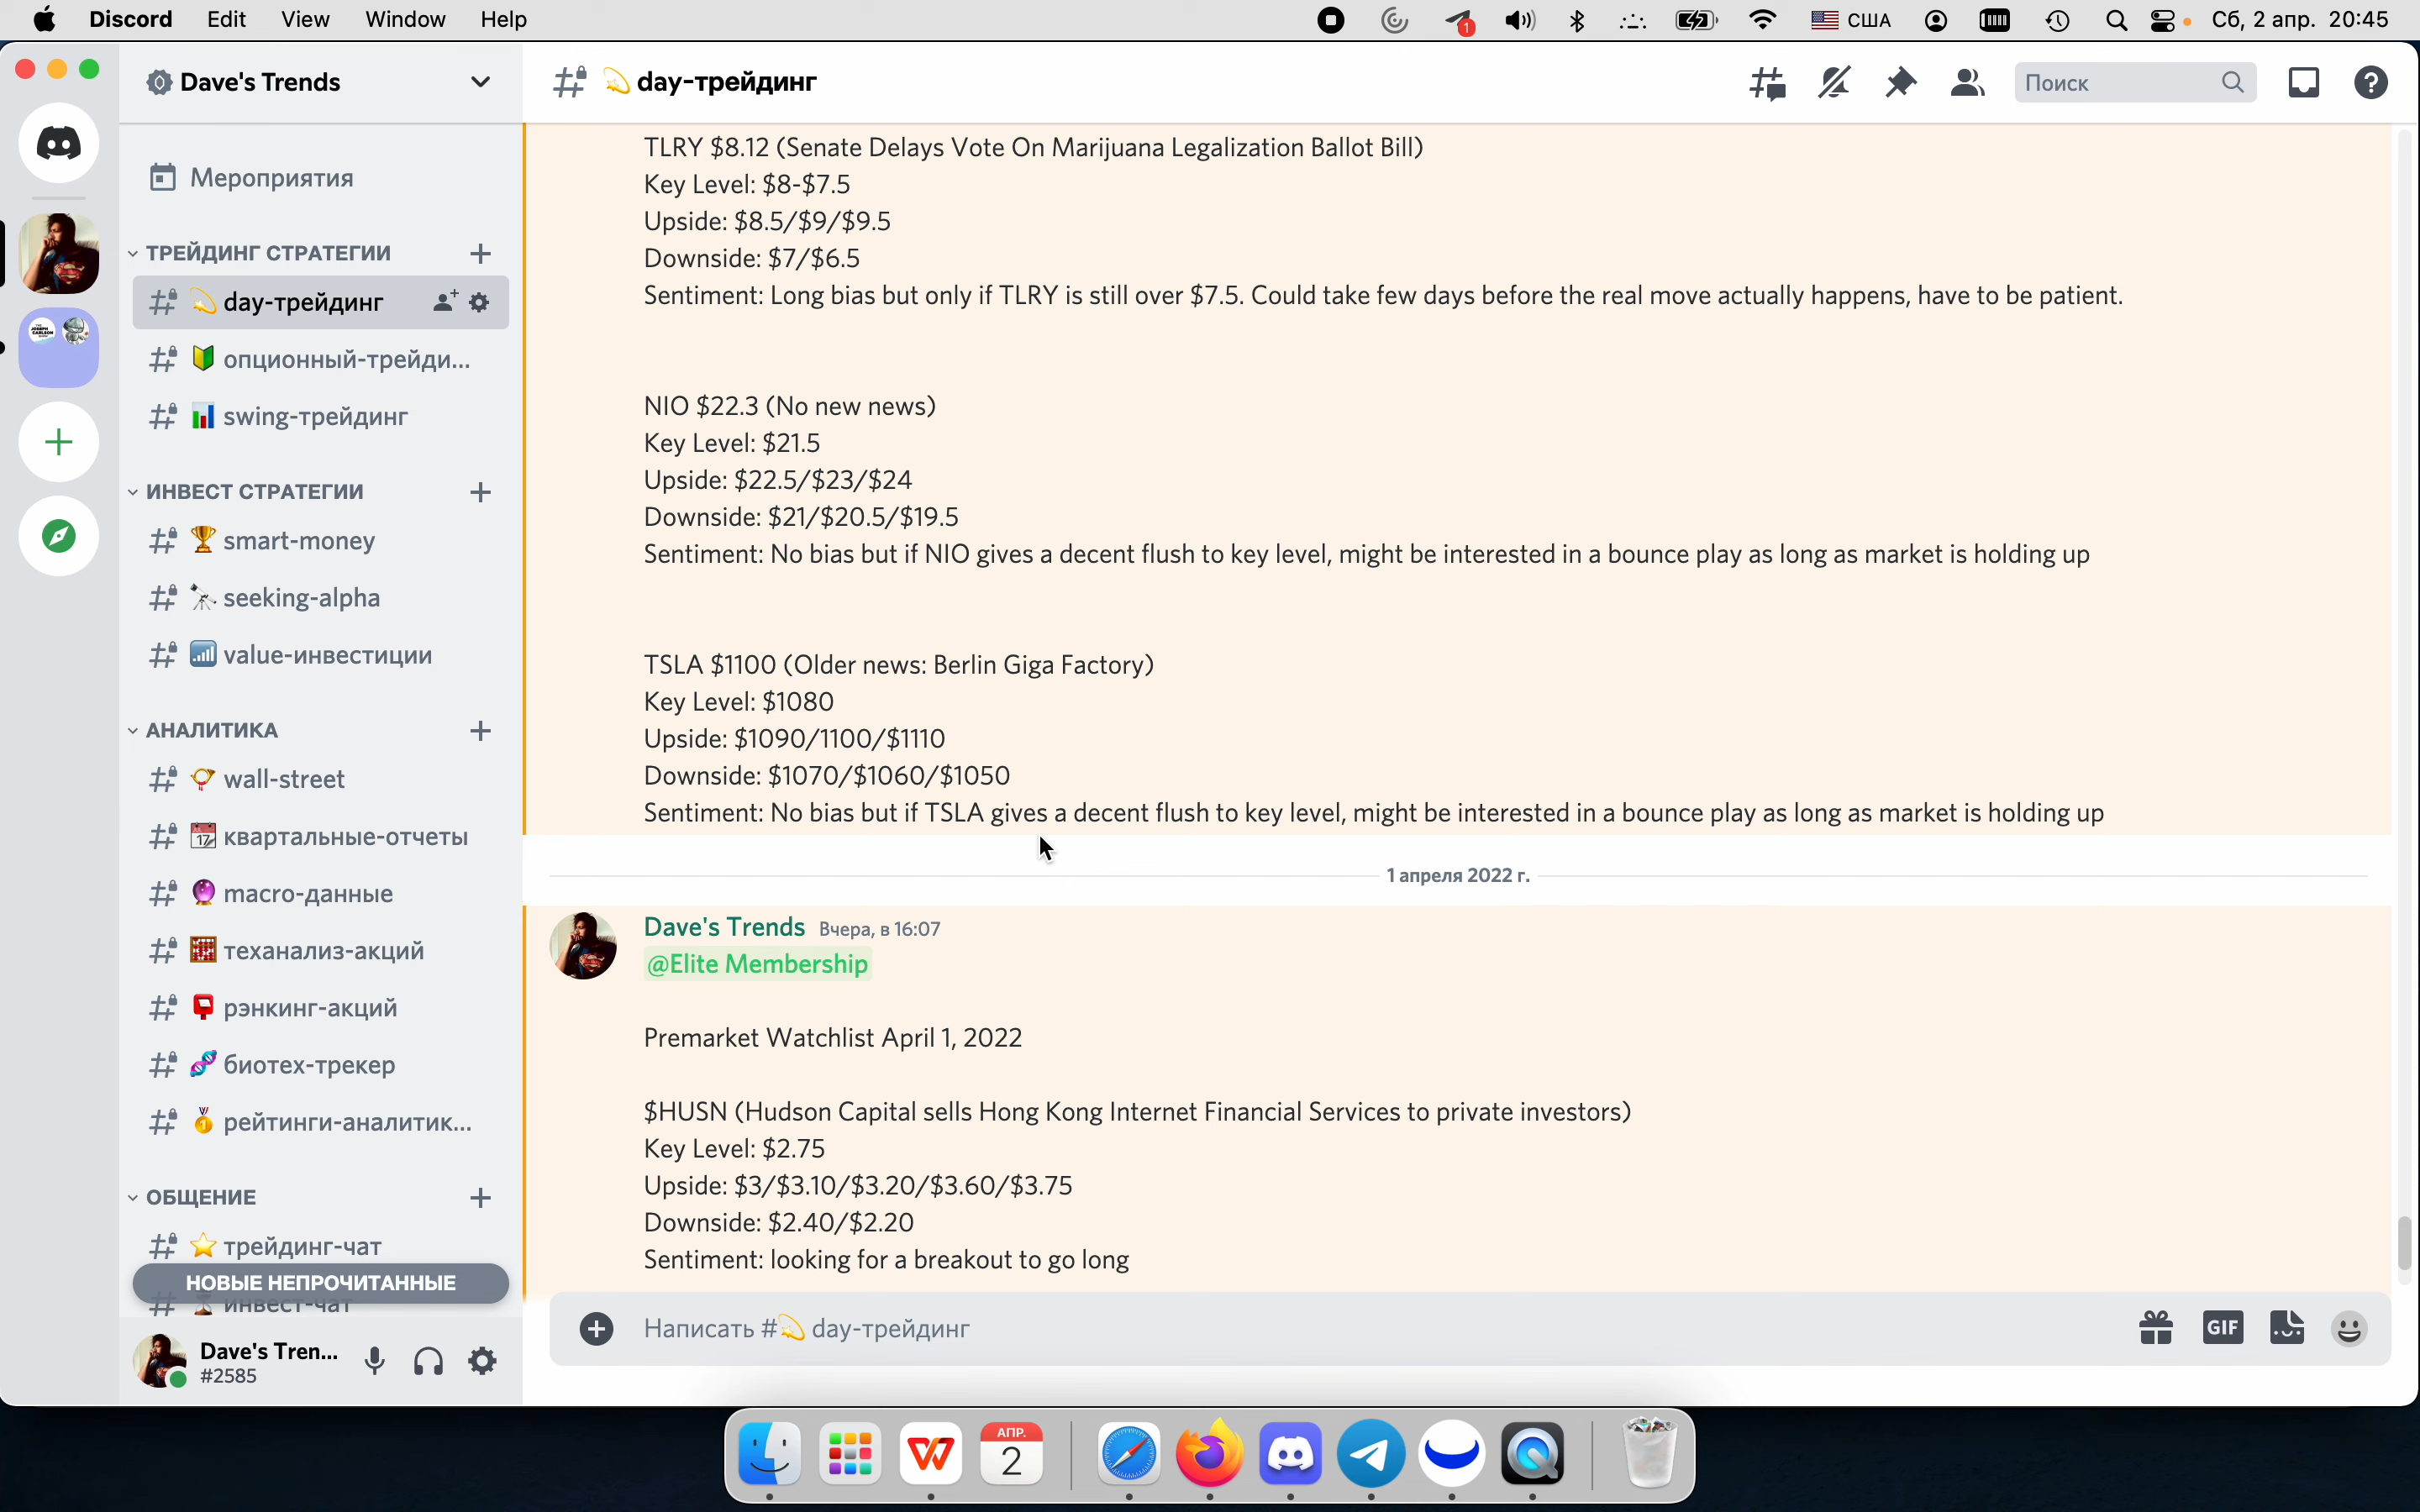 Discord Edit View Window Help
1 США Сб, 2 апр. 20:45
Dave's Trends
Мероприятия
ТРЕЙДИНГ СТРАТЕГИИ
day-трейдинг
опционный-трейди...
swing-трейдинг
ИНВЕСТ СТРАТЕГИИ
smart-money
seeking-alpha
value-инвестиции
АНАЛИТИКА
wall-street
квартальные-отчеты
macro-данные
теханализ-акций
рэнкинг-акций
биотех-трекер
рейтинги-аналитик...
ОБЩЕНИЕ
трейдинг-чат
НОВЫЕ НЕПРОЧИТАННЫЕ
инвест-чат
Dave's Tren...
#2585
day-трейдинг
Поиск
TLRY $8.12 (Senate Delays Vote On Marijuana Legalization Ballot Bill)
Key Level: $8-$7.5
Upside: $8.5/$9/$9.5
Downside: $7/$6.5
Sentiment: Long bias but only if TLRY is still over $7.5. Could take few days before the real move actually happens, have to be patient.
NIO $22.3 (No new news)
Key Level: $21.5
Upside: $22.5/$23/$24
Downside: $21/$20.5/$19.5
Sentiment: No bias but if NIO gives a decent flush to key level, might be interested in a bounce play as long as market is holding up
TSLA $1100 (Older news: Berlin Giga Factory)
Key Level: $1080
Upside: $1090/1100/$1110
Downside: $1070/$1060/$1050
Sentiment: No bias but if TSLA gives a decent flush to key level, might be interested in a bounce play as long as market is holding up
1 апреля 2022 г.
Dave's Trends Вчера, в 16:07
@Elite Membership
Premarket Watchlist April 1, 2022
$HUSN (Hudson Capital sells Hong Kong Internet Financial Services to private investors)
Key Level: $2.75
Upside: $3/$3.10/$3.20/$3.60/$3.75
Downside: $2.40/$2.20
Sentiment: looking for a breakout to go long
Написать #💫 day-трейдинг
GIF
АПР.
2